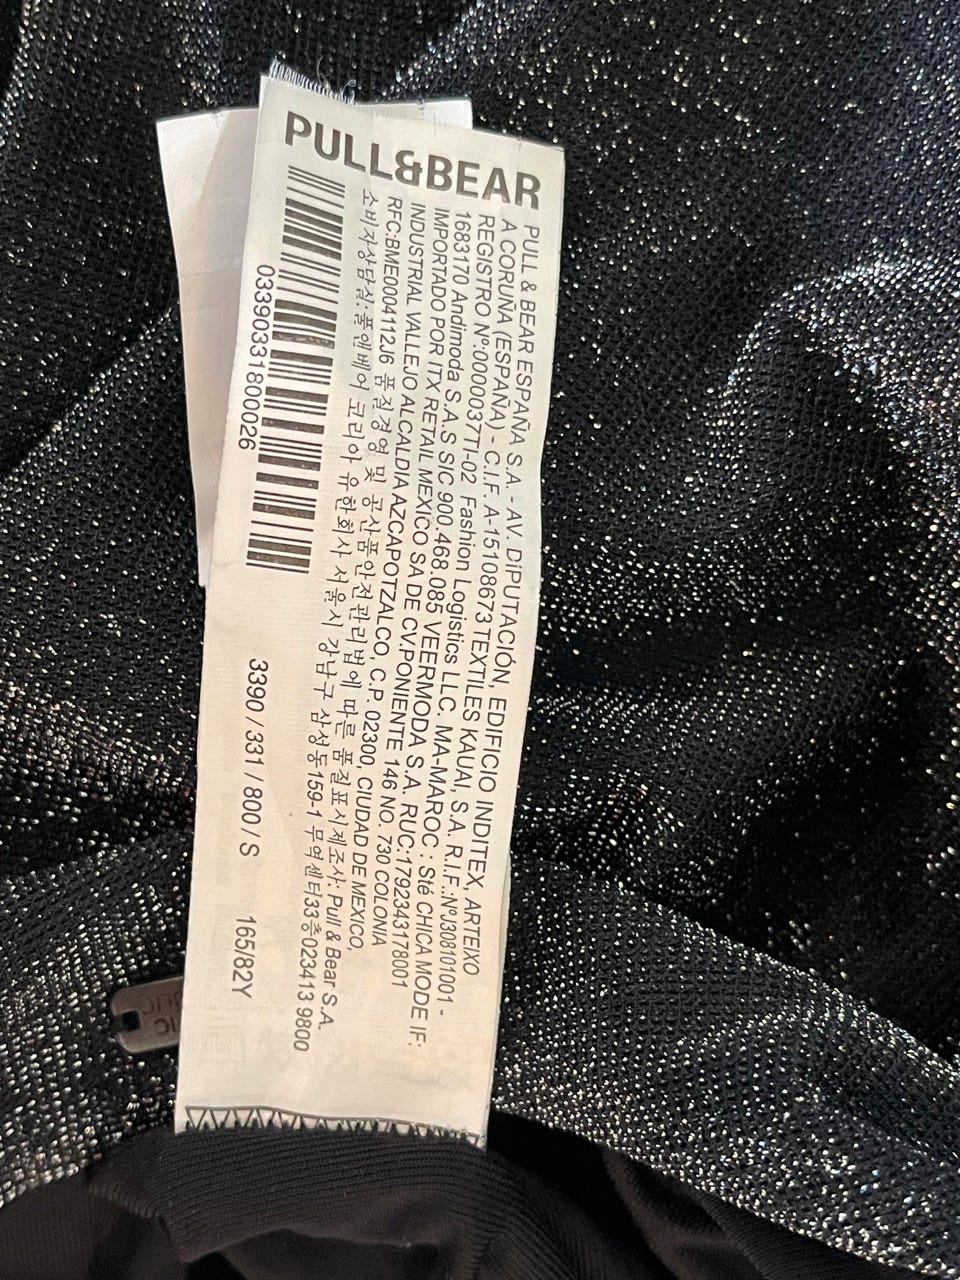 PULL&BEAR
PULL & BEAR ESPAÑA S.A. - AV. DIPUTACIÓN, EDIFICIO INDITEX, ARTEIXO
A CORUÑA (ESPAÑA) - C.I.F. A-15108673 TEXTILES KAUAI, S.A. R.I.F.:NºJ308101001 -
REGISTRO Nº:0000037TI-02 Fashion Logistics LLC. MA-MAROC : Sté CHICA MODE IF:
1683170 Andimoda S.A.S SIC 900.468.085 VEERMODA S.A. RUC:1792343178001
IMPORTADO POR ITX RETAIL MEXICO SA DE CV.PONIENTE 146 NO. 730 COLONIA
INDUSTRIAL VALLEJO ALCALDIA AZCAPOTZALCO, C.P. 02300, CIUDAD DE MEXICO,
RFC:BME0004112J6 품질경영 및 공산품안전관리법에 따른 품질표시제조사: Pull & Bear S.A.
소비자상담실:풀앤베어 코리아 유한회사 서울시 강남구 삼성동159-1 무역센터33층023413 9800
03390331800026
3390 / 331 / 800 / S
165/82Y